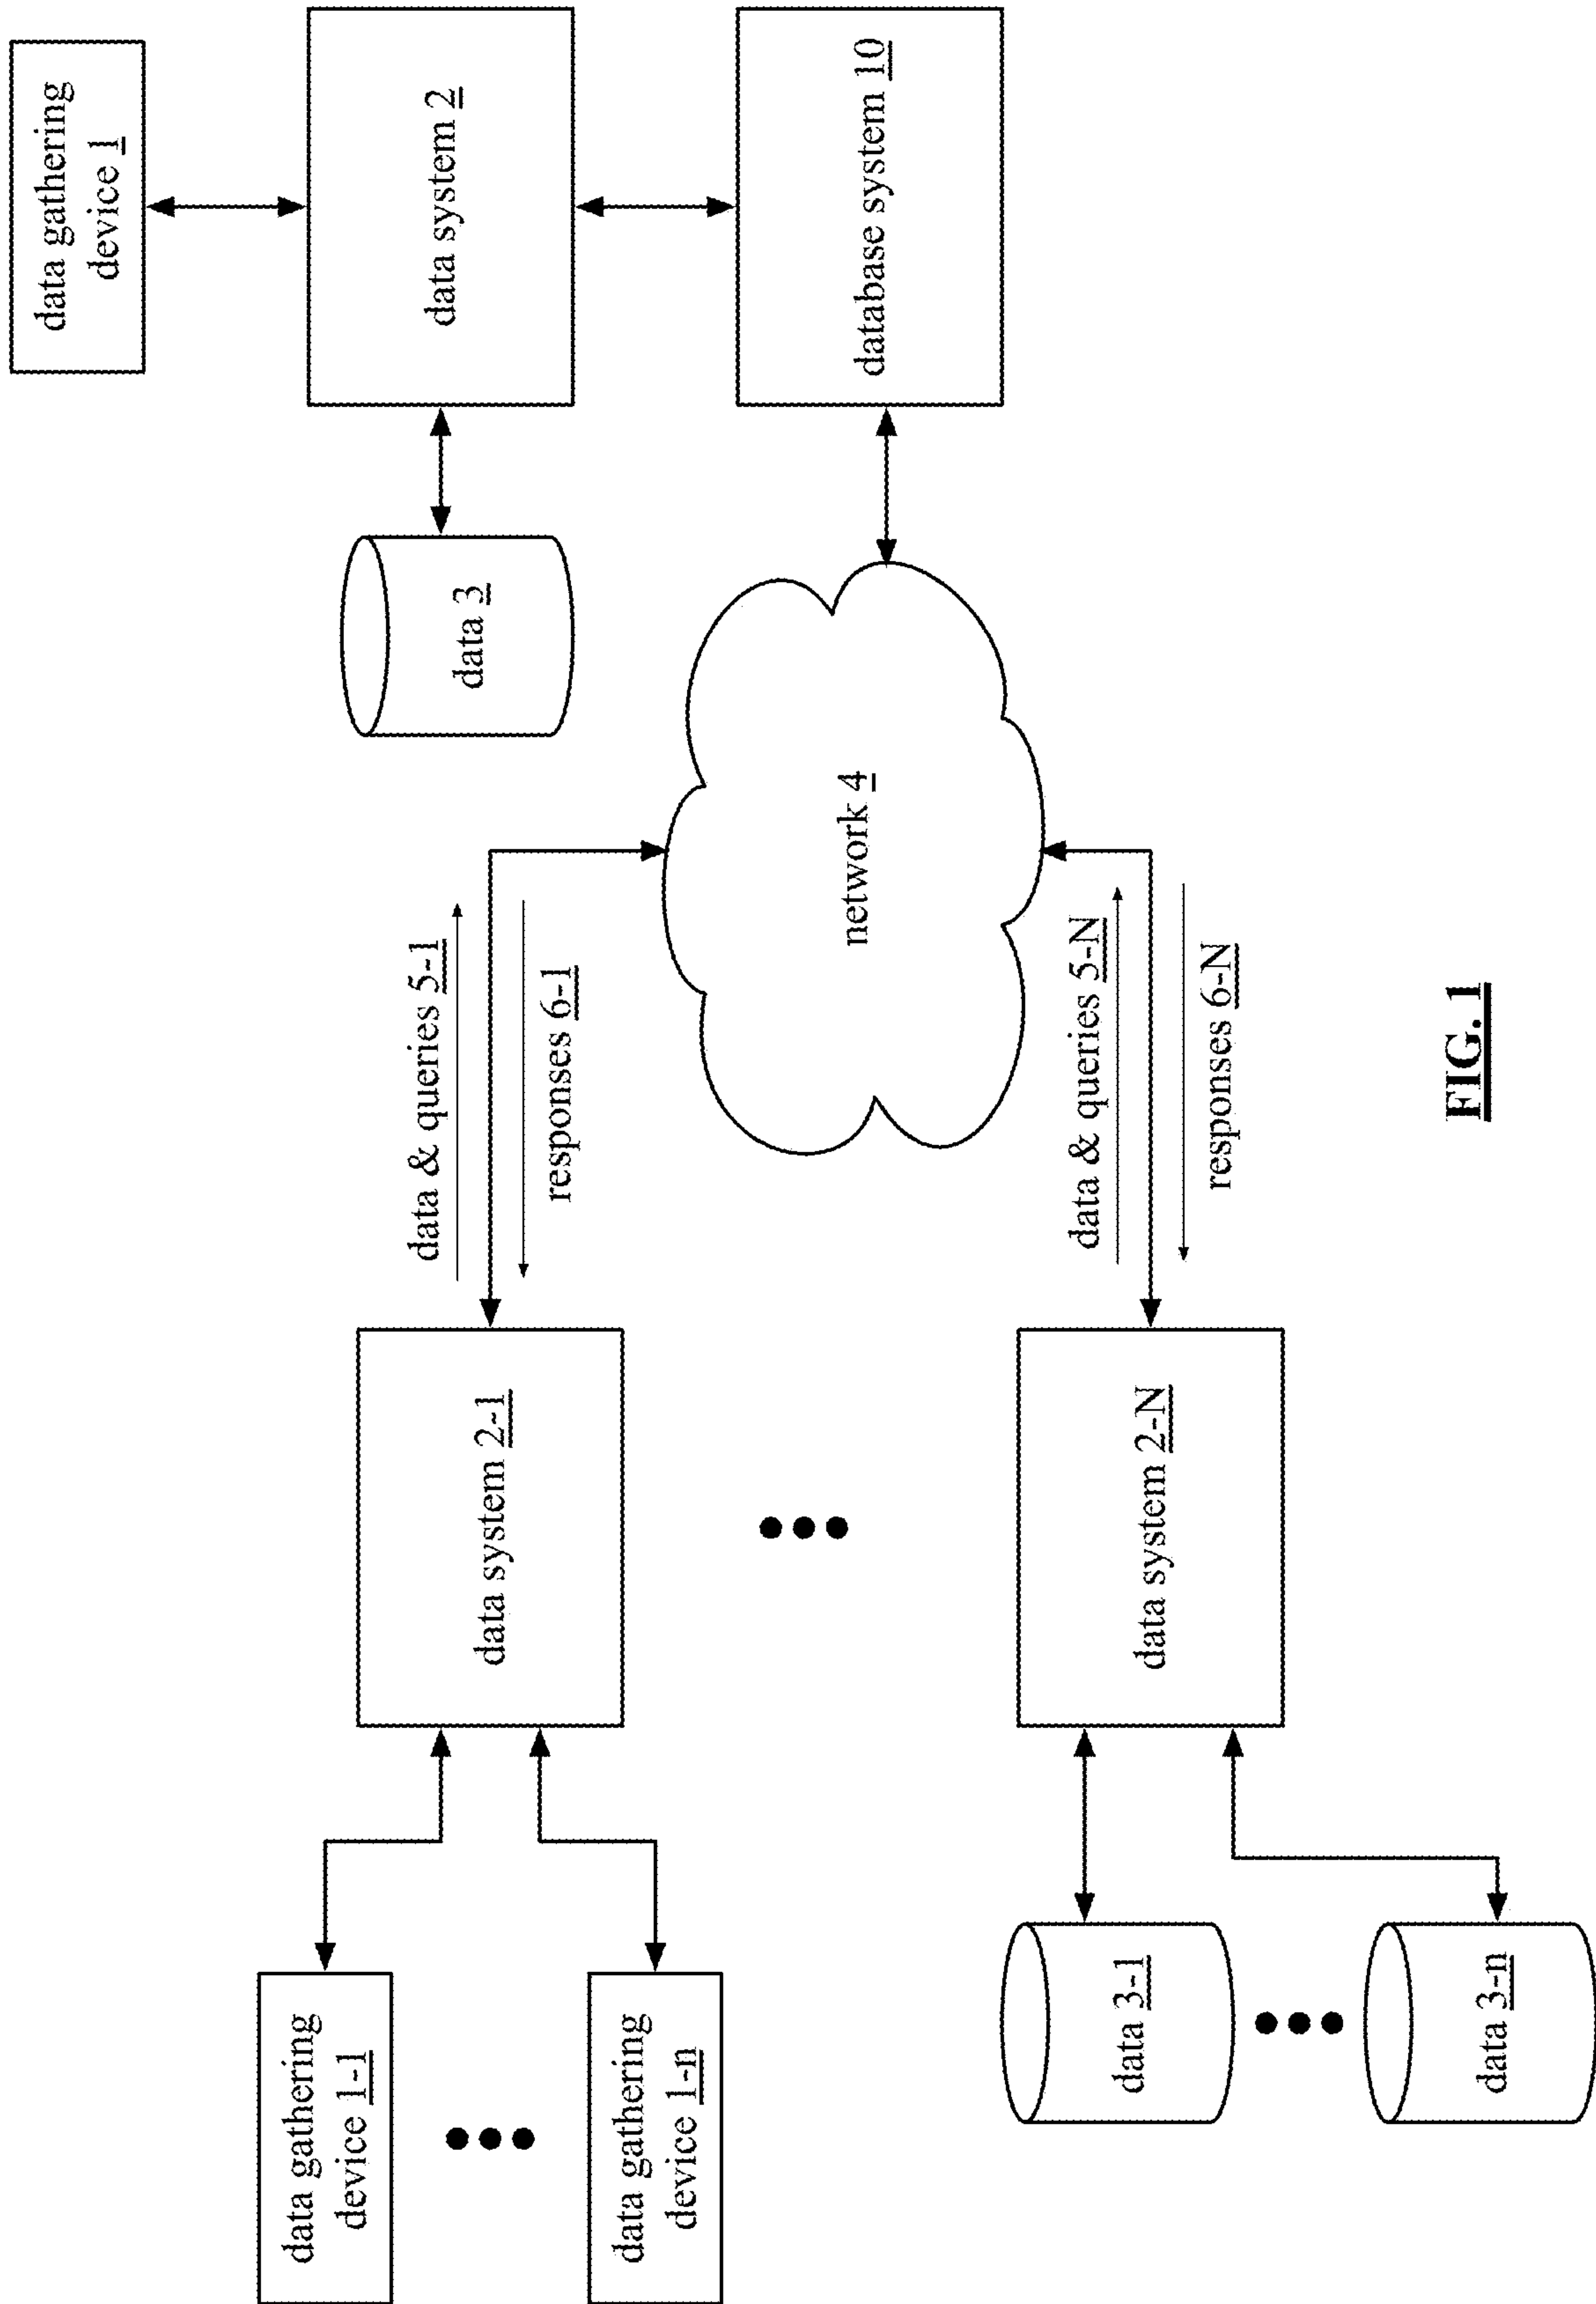 data gathering
device 1-1
data gathering
device 1-n
data system 2-1
data & queries 5-1
responses 6-1
data gathering
device 1
data system 2
data 3
database system 10
network 4
data 3-1
data 3-n
data system 2-N
data & queries 5-N
responses 6-N
FIG. 1